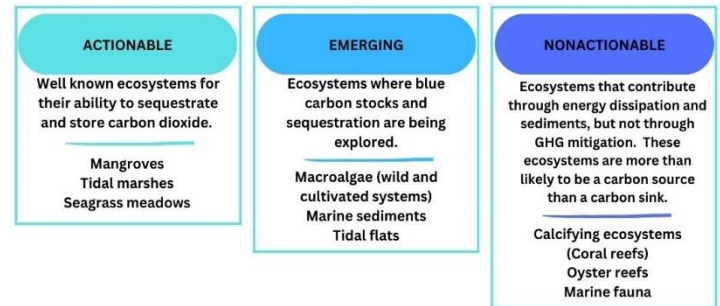 ACTIONABLE
Well known ecosystems for
their ability to sequestrate
and store carbon dioxide.
Mangroves
Tidal marshes
Seagrass meadows
EMERGING
Ecosystems where blue
carbon stocks and
sequestration are being
explored.
Macroalgae (wild and
cultivated systems)
Marine sediments
Tidal flats
NONACTIONABLE
Ecosystems that contribute
through energy dissipation and
sediments, but not through
GHG mitigation. These
ecosystems are more than
likely to be a carbon source
than a carbon sink.
Calcifying ecosystems
(Coral reefs)
Oyster reefs
Marine fauna